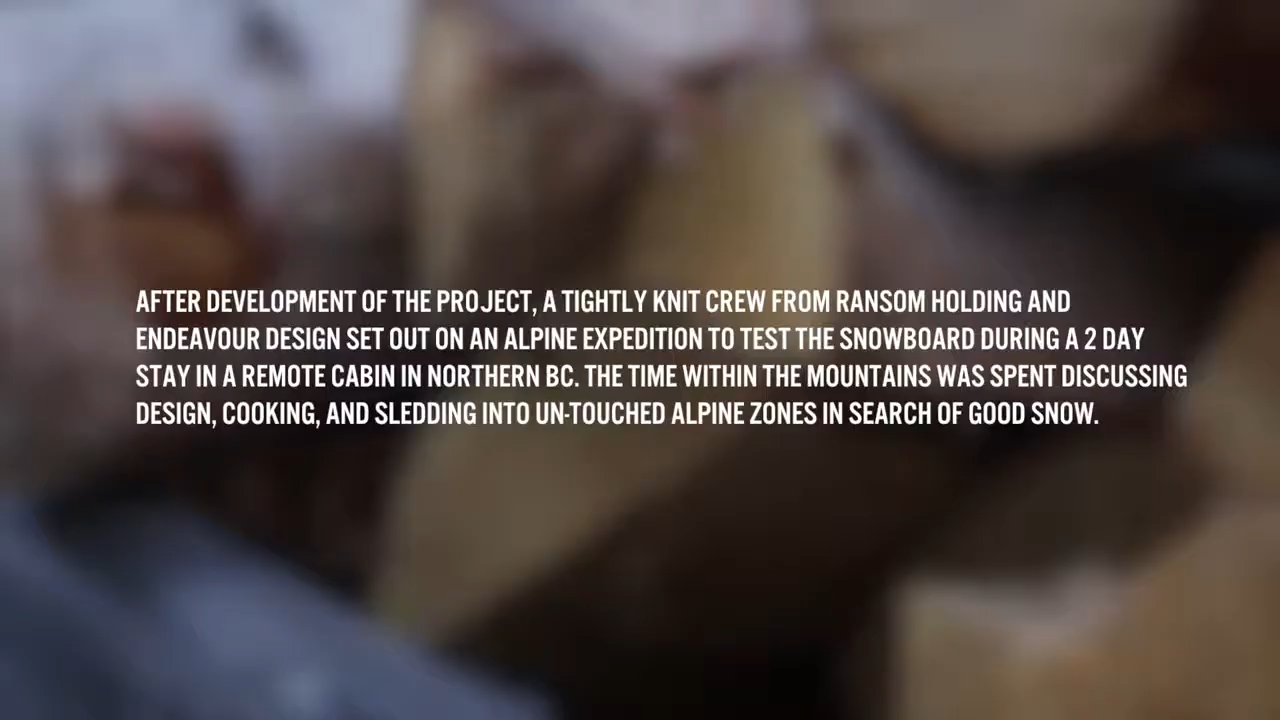 AFTER DEVELOPMENT OF THE PROJECT, A TIGHTLY KNIT CREW FROM RANSOM HOLDING AND
ENDEAVOUR DESIGN SET OUT ON AN ALPINE EXPEDITION TO TEST THE SNOWBOARD DURING A 2 DAY
STAY IN A REMOTE CABIN IN NORTHERN BC. THE TIME WITHIN THE MOUNTAINS WAS SPENT DISCUSSING
DESIGN, COOKING, AND SLEDDING INTO UN-TOUCHED ALPINE ZONES IN SEARCH OF GOOD SNOW.